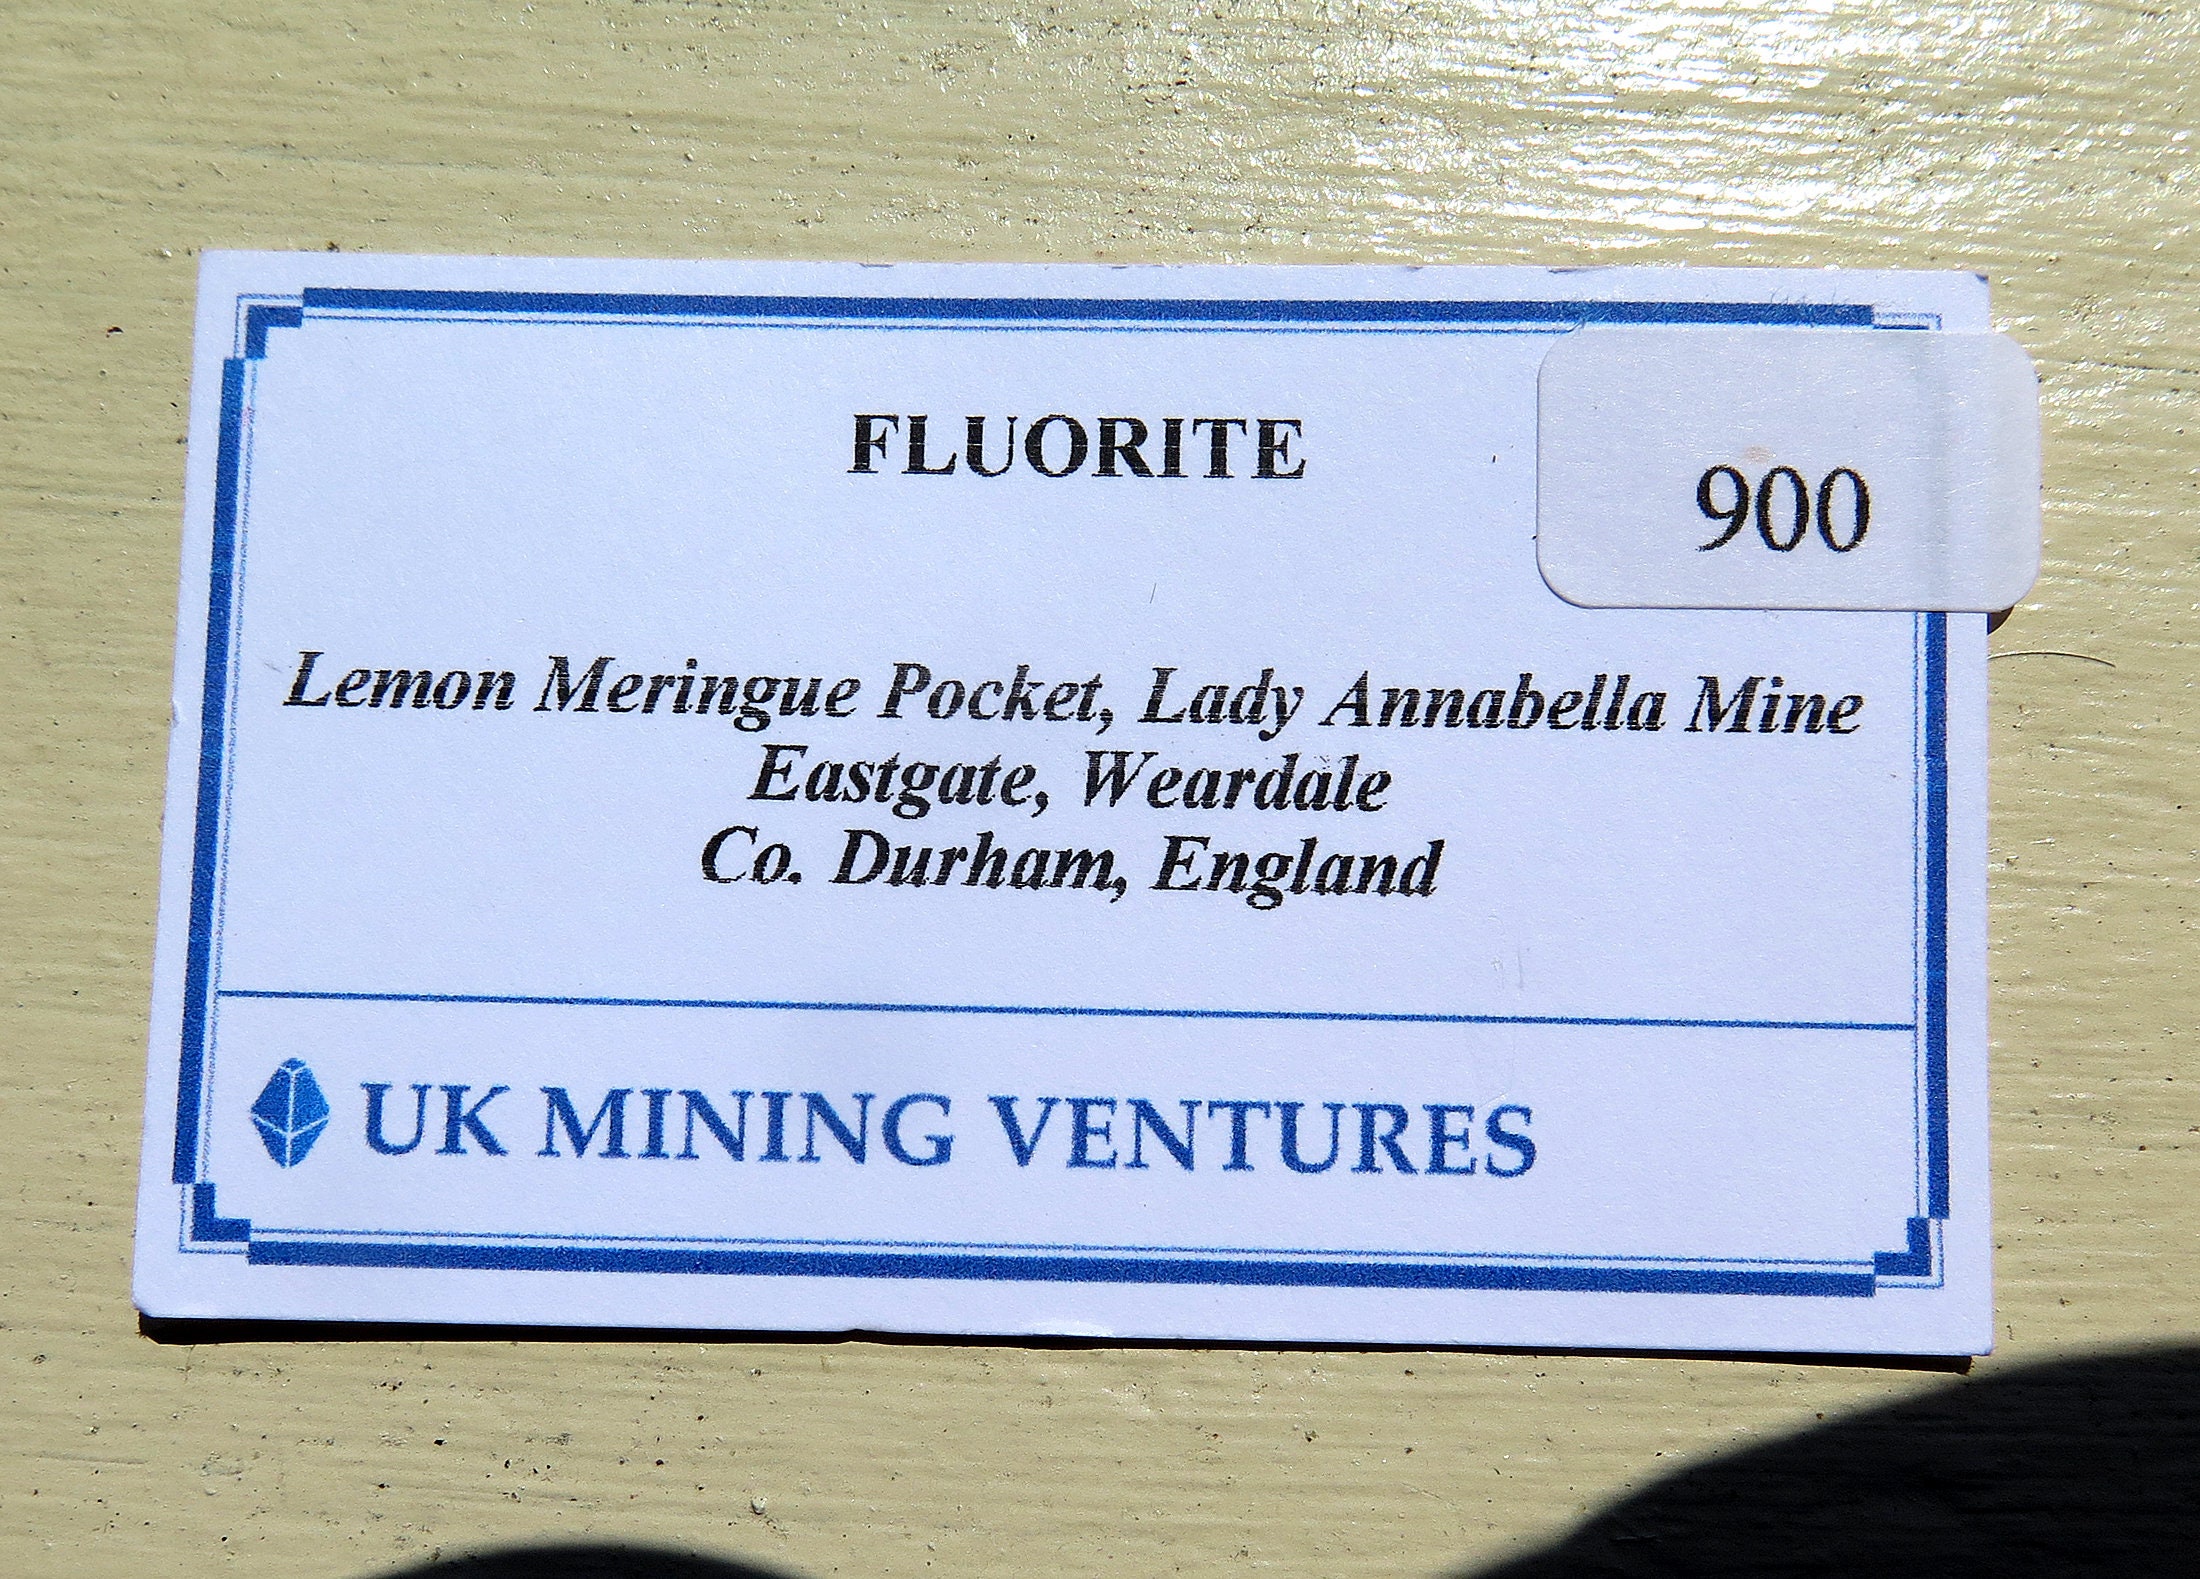 FLUORITE
900
Lemon Meringue Pocket, Lady Annabella Mine
Eastgate, Weardale
Co. Durham, England
UK MINING VENTURES